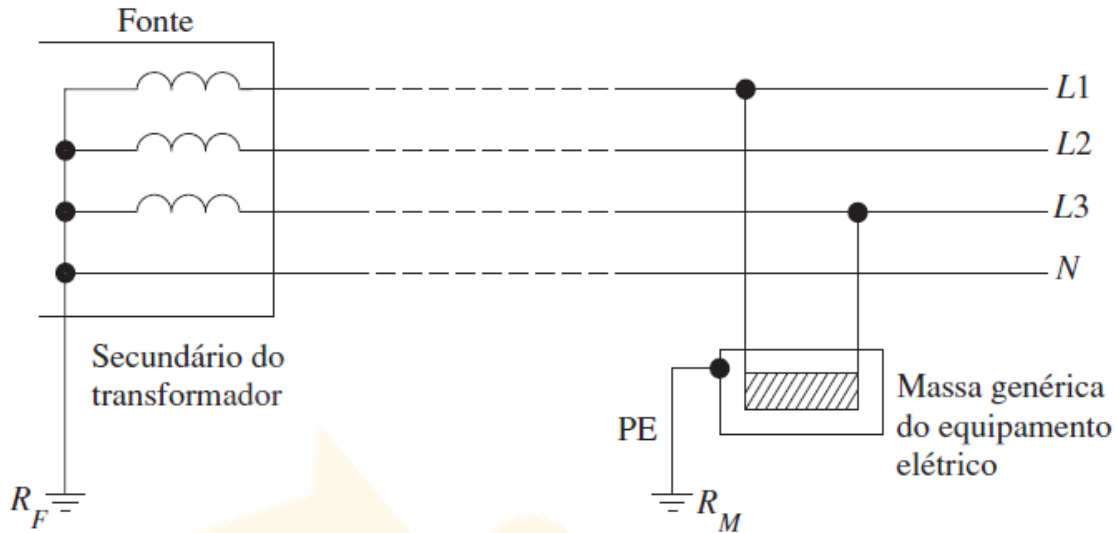 Fonte
L1
L2
L3
N
Secundário do
transformador
Massa genérica
do equipamento
elétrico
PE
R_F
R_M